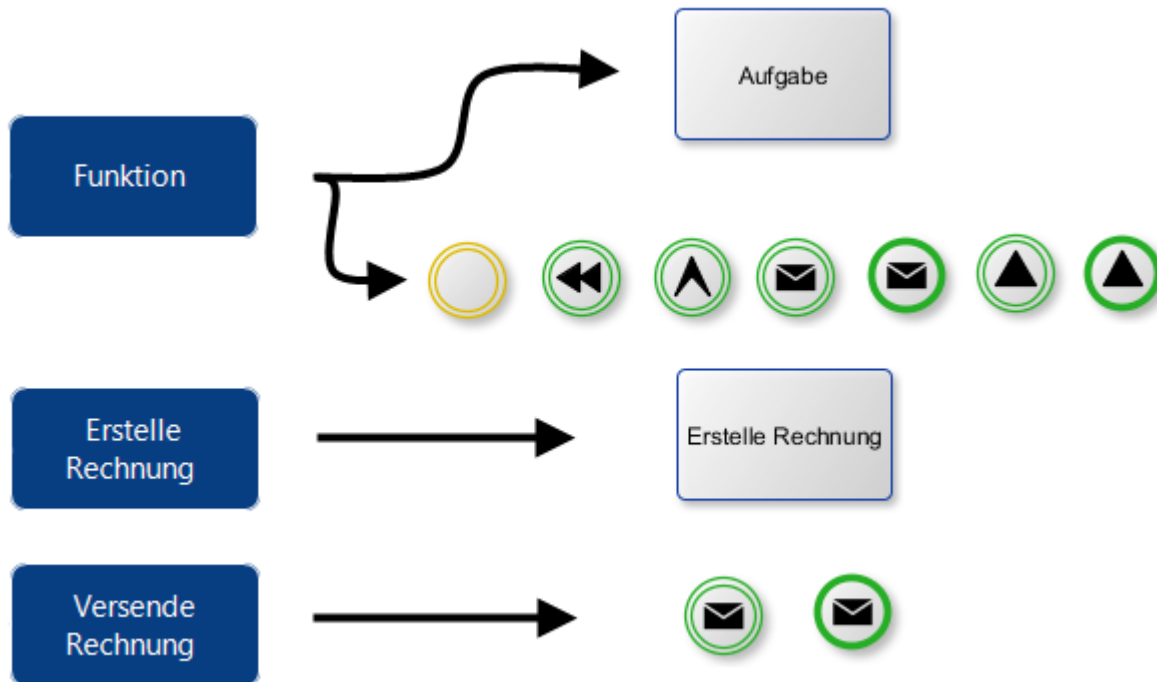 Aufgabe
Funktion
Erstelle
Rechnung
Erstelle Rechnung
Versende
Rechnung